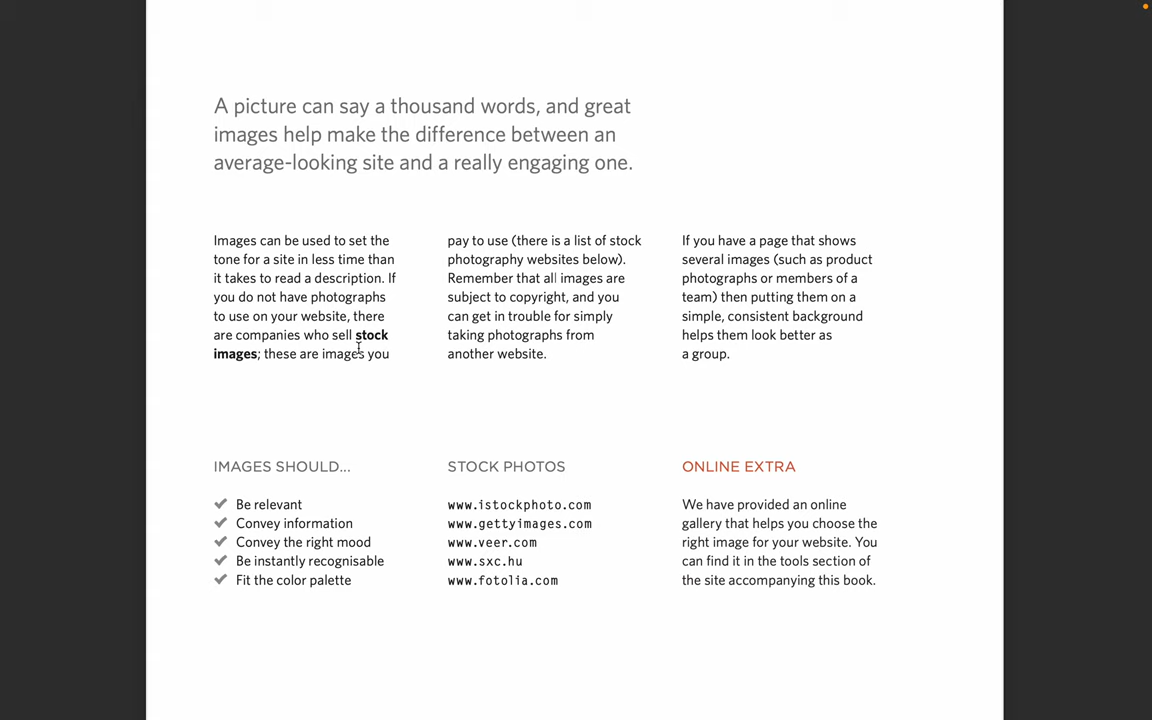 A picture can say a thousand words, and great
images help make the difference between an
average-looking site and a really engaging one.
Images can be used to set the
tone for a site in less time than
it takes to read a description. If
you do not have photographs
to use on your website, there
are companies who sell stock
images; these are images you
pay to use (there is a list of stock
photography websites below).
Remember that all images are
subject to copyright, and you
can get in trouble for simply
taking photographs from
another website.
If you have a page that shows
several images (such as product
photographs or members of a
team) then putting them on a
simple, consistent background
helps them look better as
a group.
IMAGES SHOULD...
Be relevant
Convey information
Convey the right mood
Be instantly recognisable
Fit the color palette
STOCK PHOTOS
www.istockphoto.com
www.gettyimages.com
www.veer.com
www.sxc.hu
www.fotolia.com
ONLINE EXTRA
We have provided an online
gallery that helps you choose the
right image for your website. You
can find it in the tools section of
the site accompanying this book.